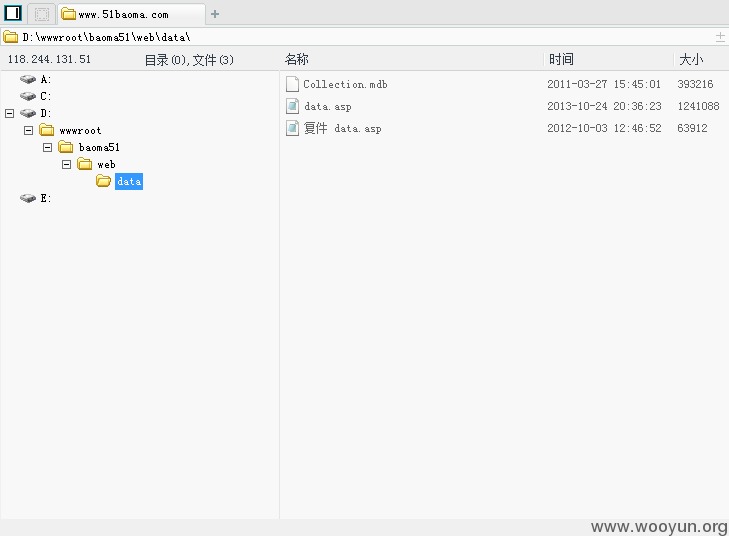 www.51baoma.com
D:\wwwroot\baoma51\web\data\
118.244.131.51 目录(0),文件(3) 名称 时间 大小
A: Collection.mdb 2011-03-27 15:45:01 393216
C:
D: data.asp 2013-10-24 20:36:23 1241088
wwwroot 复件 data.asp 2012-10-03 12:46:52 63912
baoma51
web
data
E:
www.wooyun.org